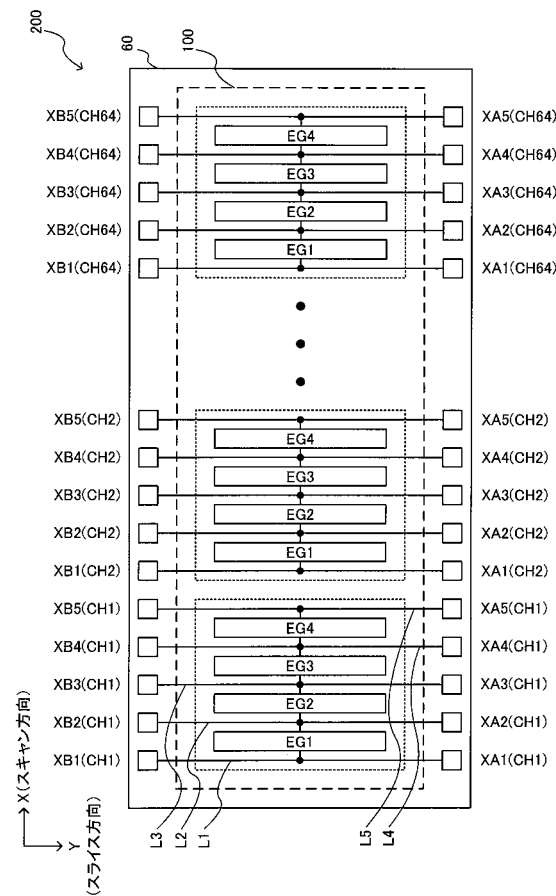 200
60
100
XB5(CH64)
XB4(CH64)
XB3(CH64)
XB2(CH64)
XB1(CH64)
XB5(CH2)
XB4(CH2)
XB3(CH2)
XB2(CH2)
XB1(CH2)
XB5(CH1)
XB4(CH1)
XB3(CH1)
XB2(CH1)
XB1(CH1)
EG4
EG3
EG2
EG1
EG4
EG3
EG2
EG1
EG4
EG3
EG2
EG1
XA5(CH64)
XA4(CH64)
XA3(CH64)
XA2(CH64)
XA1(CH64)
XA5(CH2)
XA4(CH2)
XA3(CH2)
XA2(CH2)
XA1(CH2)
XA5(CH1)
XA4(CH1)
XA3(CH1)
XA2(CH1)
XA1(CH1)
X(スキャン方向)
Y
(スライス方向)
L3
L2
L1
L5
L4